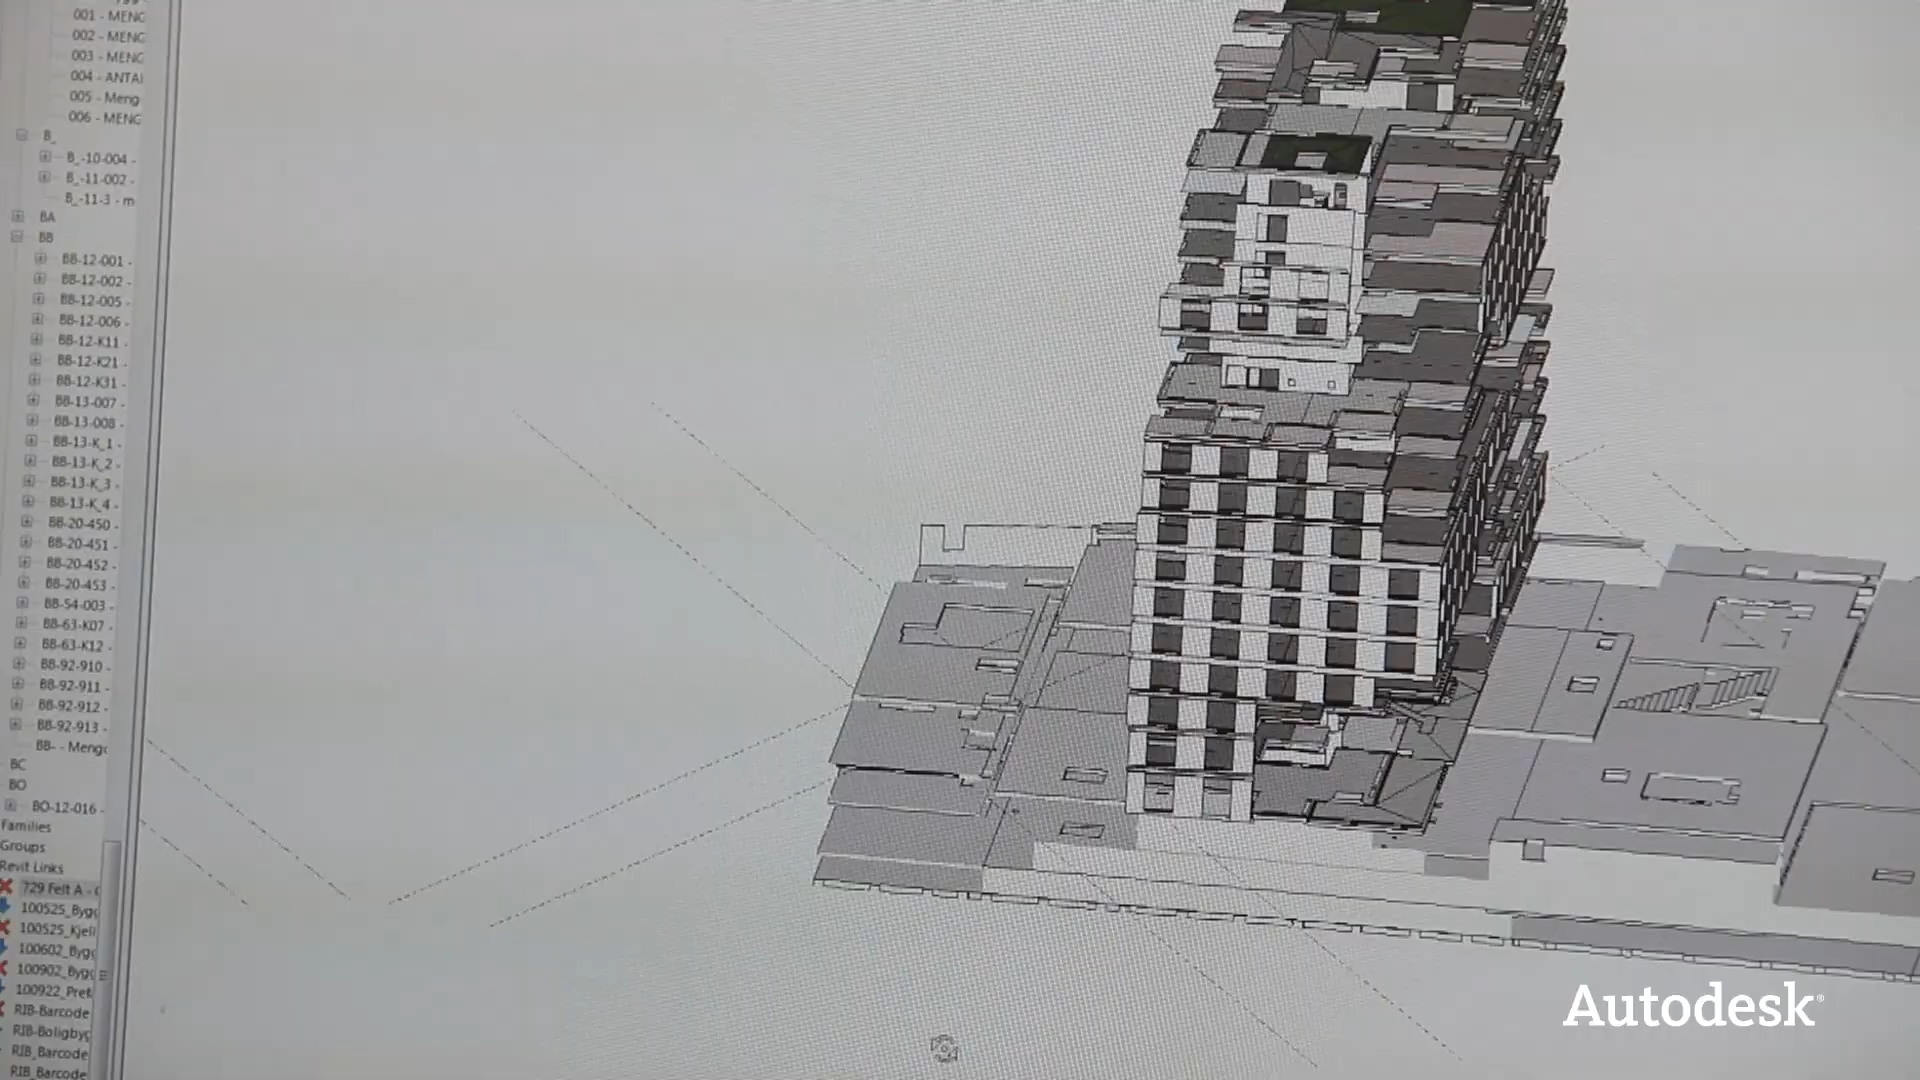 001 - MENG
002 - MENG
003 - MENG
004 - ANTAI
005 - Meng
006 - MENG
B_
B_-10-004 -
B_-11-002 -
B_-11-3 - m
BA
BB
BB-12-001 -
BB-12-002 -
BB-12-005 -
BB-12-006 -
BB-12-K11 -
BB-12-K21 -
BB-12-K31 -
BB-13-007 -
BB-13-008 -
BB-13-K_1 -
BB-13-K_2 -
BB-13-K_3 -
BB-13-K_4 -
BB-20-450 -
BB-20-451 -
BB-20-452 -
BB-20-453 -
BB-54-003 -
BB-63-K07 -
BB-63-K12 -
BB-92-910 -
BB-92-911 -
BB-92-912 -
BB-92-913 -
BB- - Meng
BC
BO
BO-12-016 -
Families
Groups
Revit Links
729 Felt A -
100525_Bygg
100525_Kjell
100602_Bygg
100902_Bygg
100922_Pret
RIB-Barcode
RIB-Boligbyg
RIB_Barcode
RIB_Barcode
Autodesk®